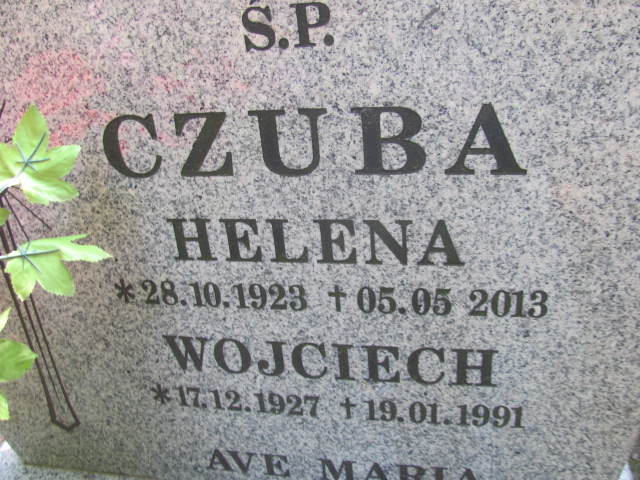 Ś.P.
CZUBA
HELENA
*28.10.1923 †05.05 2013
WOJCIECH
*17.12.1927 †19.01.1991
AVE MARIA